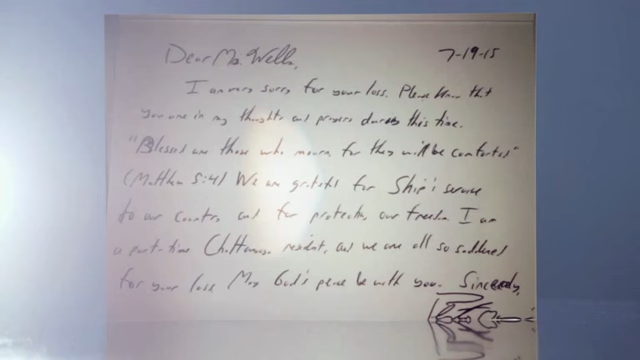 Dear Ms. Wells, 7-19-15
I am very sorry for your loss. Please know that
you are in my thoughts and prayers during this time.
"Blessed are those who mourn, for they will be comforted"
(Matthew 5:4) We are grateful for Skip's service
to our country and for protecting our freedom. I am
a part-time Chattanooga resident, and we are all so saddened
for your loss May God's peace be with you. Sincerely,